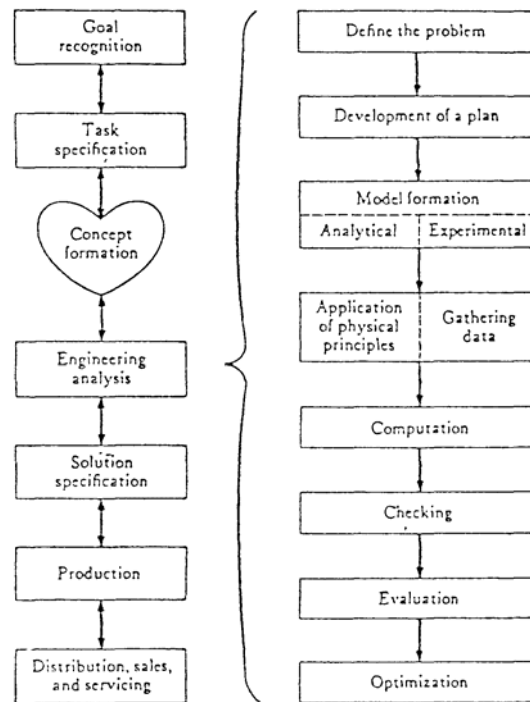 Goal
recognition
Task
specification
Concept
formation
Engineering
analysis
Solution
specification
Production
Distribution, sales,
and servicing
Define the problem
Development of a plan
Model formation
Analytical
Experimental
Application
of physical
principles
Gathering
data
Computation
Checking
Evaluation
Optimization